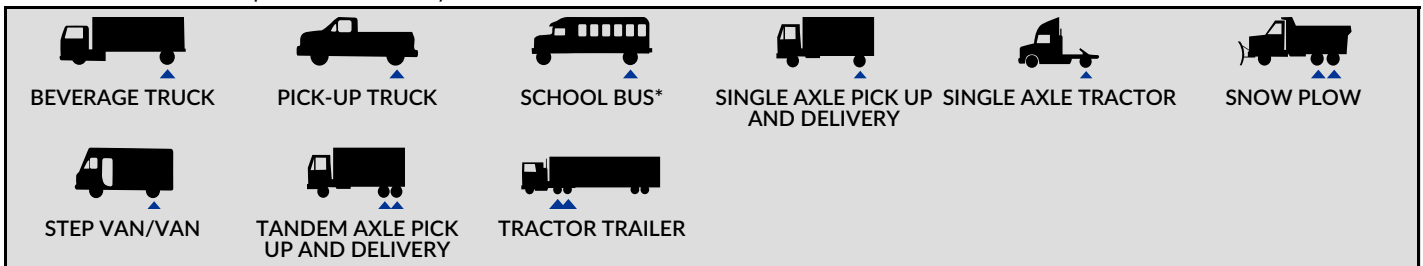 BEVERAGE TRUCK
PICK-UP TRUCK
SCHOOL BUS*
SINGLE AXLE PICK UP
AND DELIVERY
SINGLE AXLE TRACTOR
SNOW PLOW
STEP VAN/VAN
TANDEM AXLE PICK
UP AND DELIVERY
TRACTOR TRAILER